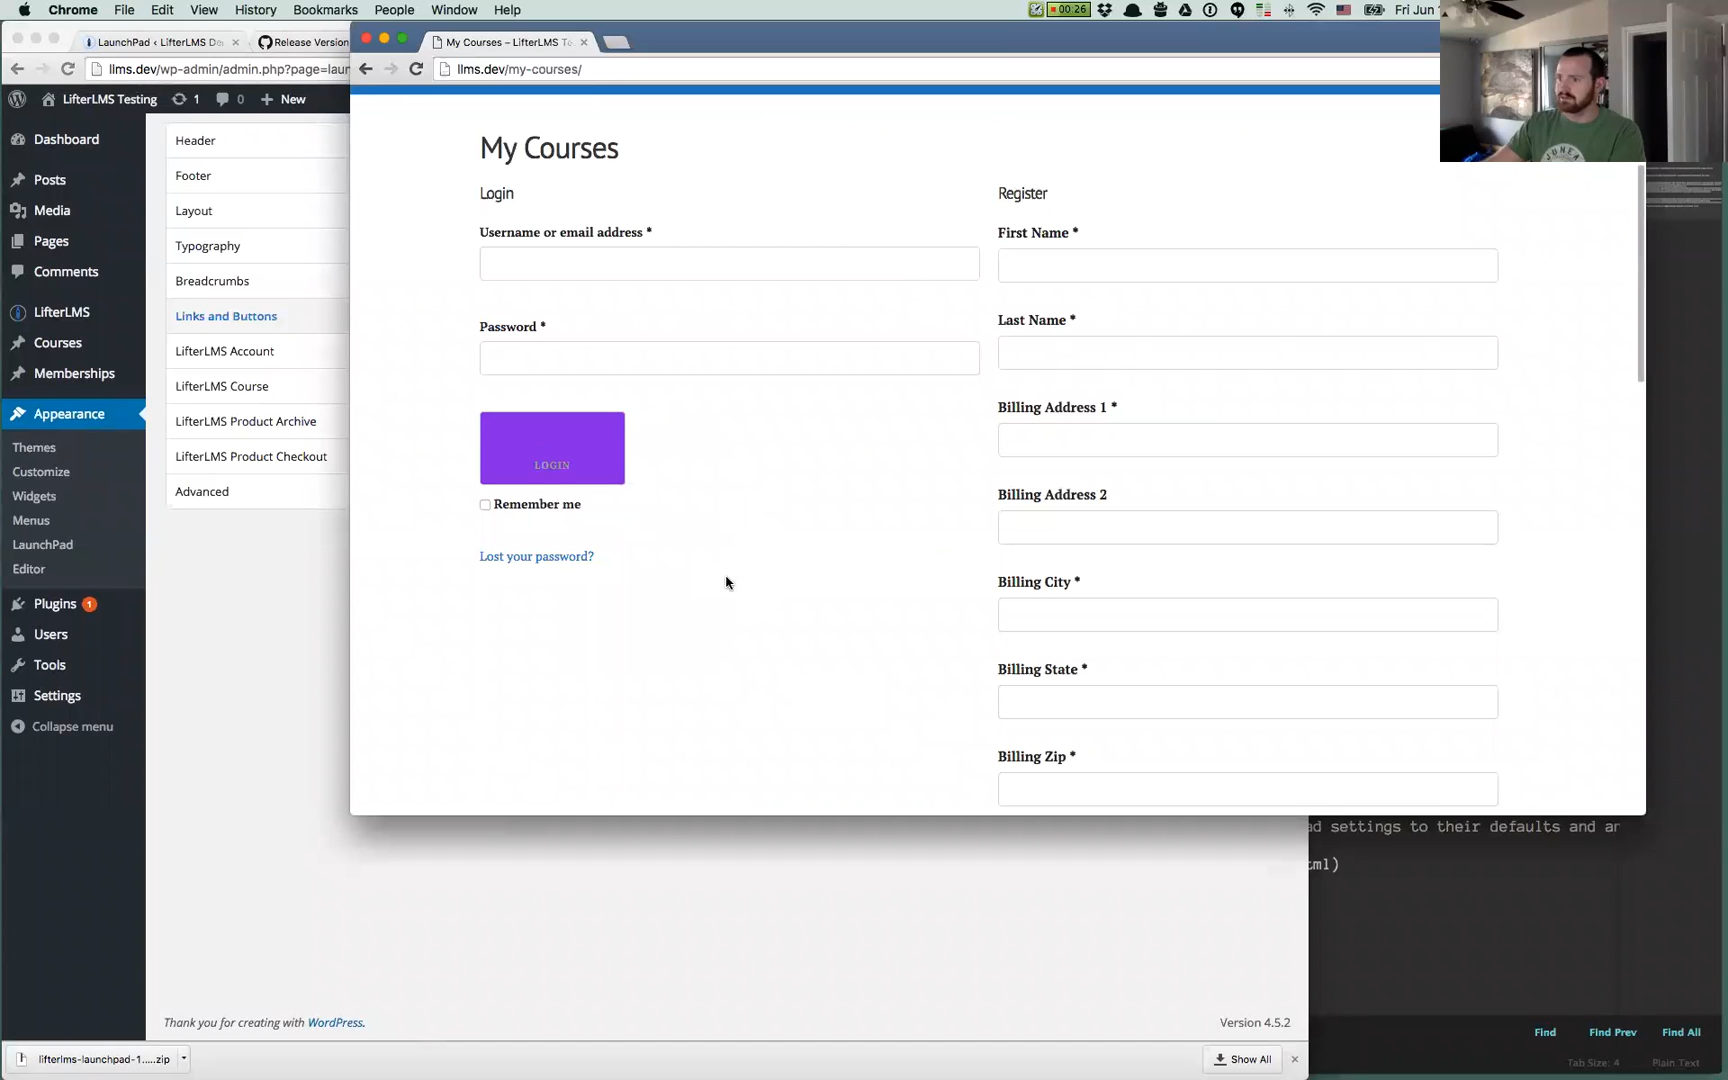 Chrome File Edit View History Bookmarks People Window Help
00:26
Fri Jun
LaunchPad ‹ LifterLMS De
Release Version
My Courses – LifterLMS Te
llms.dev/wp-admin/admin.php?page=laun
llms.dev/my-courses/
LifterLMS Testing 1 0 New
Dashboard
Posts
Media
Pages
Comments
LifterLMS
Courses
Memberships
Appearance
Themes
Customize
Widgets
Menus
LaunchPad
Editor
Plugins 1
Users
Tools
Settings
Collapse menu
Header
Footer
Layout
Typography
Breadcrumbs
Links and Buttons
LifterLMS Account
LifterLMS Course
LifterLMS Product Archive
LifterLMS Product Checkout
Advanced
My Courses
Login
Username or email address *
Password *
LOGIN
Remember me
Lost your password?
Register
First Name *
Last Name *
Billing Address 1 *
Billing Address 2
Billing City *
Billing State *
Billing Zip *
ad settings to their defaults and an
tml)
Thank you for creating with WordPress.
Version 4.5.2
Find Find Prev Find All
Tab Size: 4 Plain Text
lifterlms-launchpad-1....zip
Show All